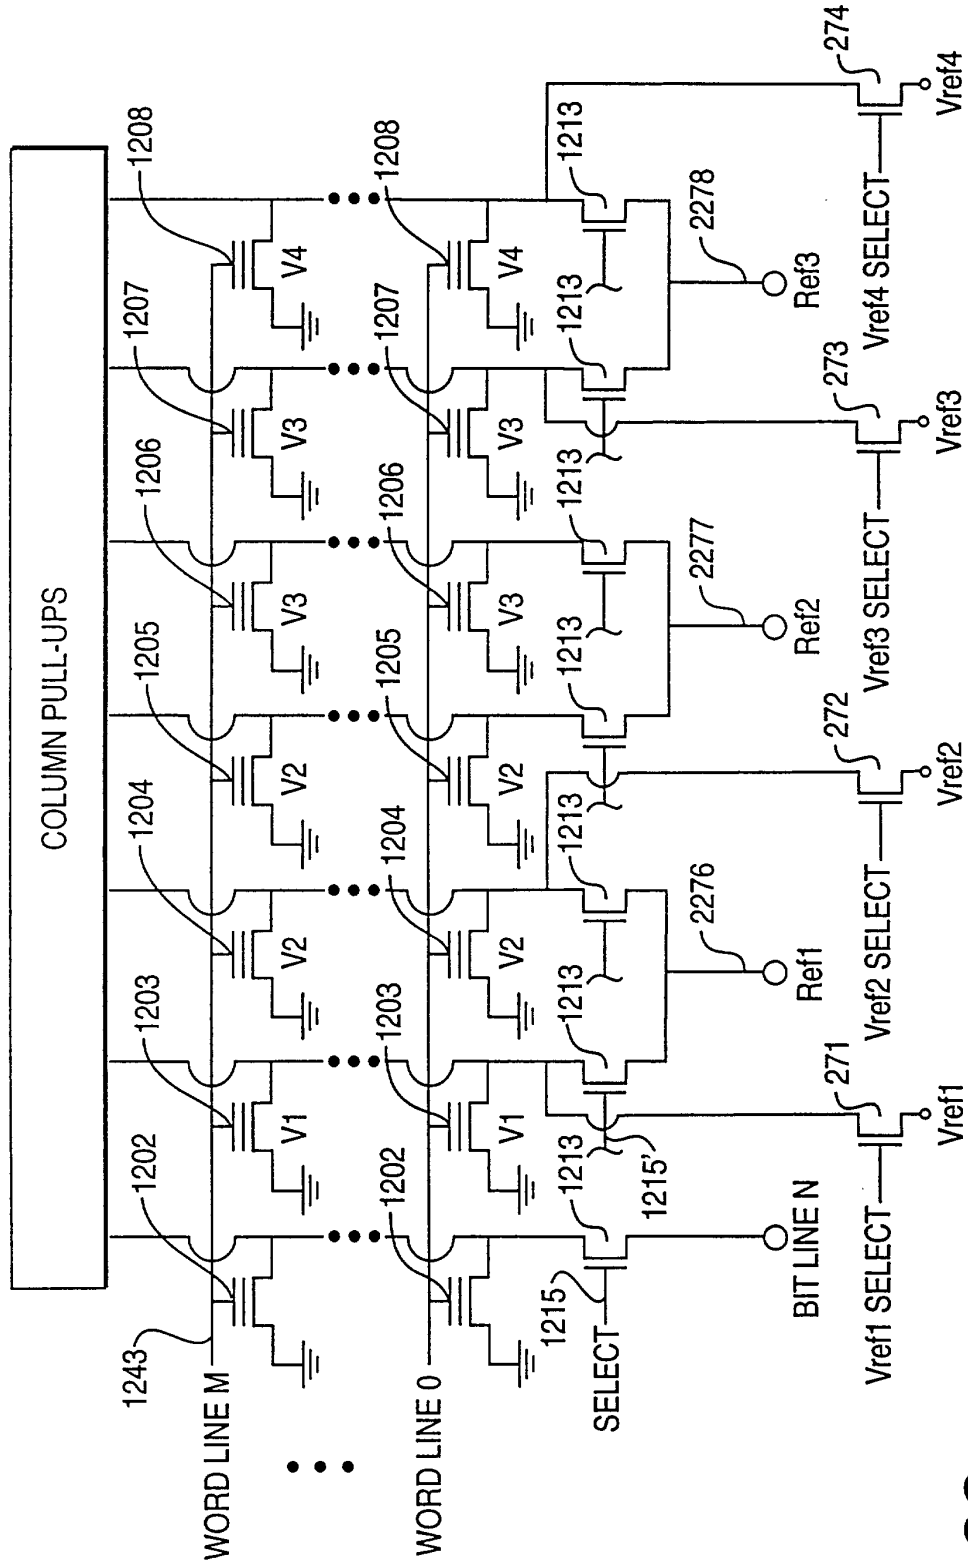 COLUMN PULL-UPS
1243
1202
1203
1204
1205
1206
1207
1208
WORD LINE M
V1
V2
V2
V3
V3
V4
1202
1203
1204
1205
1206
1207
1208
WORD LINE 0
V1
V2
V2
V3
V3
V4
1215
1213
1213
1213
1213
1213
1213
1213
SELECT
1215'
2276
2277
2278
BIT LINE N
Ref1
Ref2
Ref3
271
272
273
274
Vref1 SELECT
Vref2 SELECT
Vref3 SELECT
Vref4 SELECT
Vref1
Vref2
Vref3
Vref4